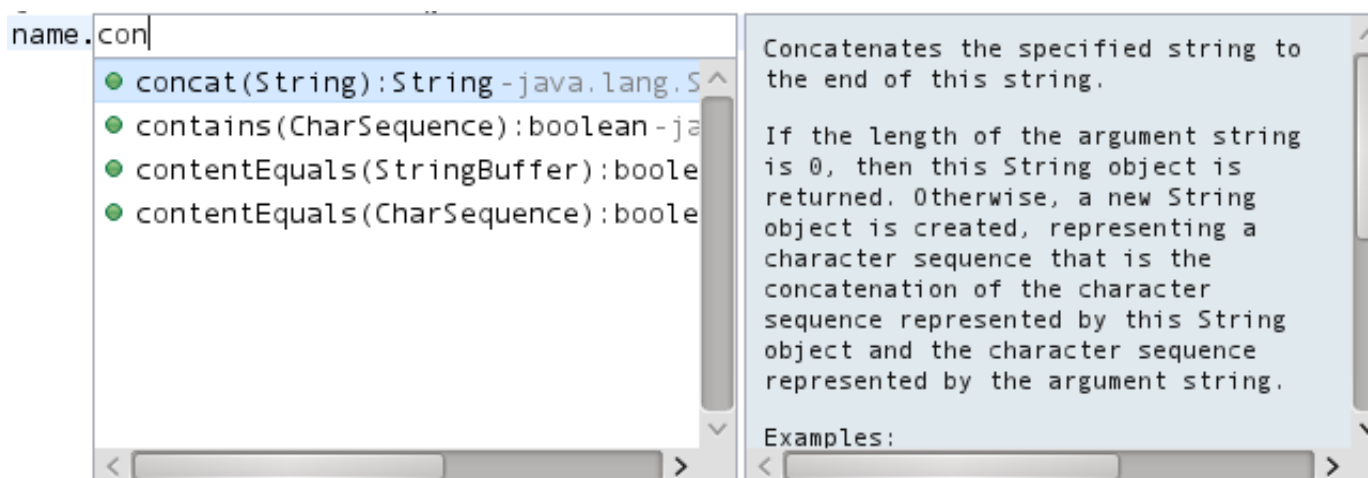 name.con
concat(String):String - java.lang.S
contains(CharSequence):boolean - ja
contentEquals(StringBuffer):boole
contentEquals(CharSequence):boole
Concatenates the specified string to
the end of this string.
If the length of the argument string
is 0, then this String object is
returned. Otherwise, a new String
object is created, representing a
character sequence that is the
concatenation of the character
sequence represented by this String
object and the character sequence
represented by the argument string.
Examples: